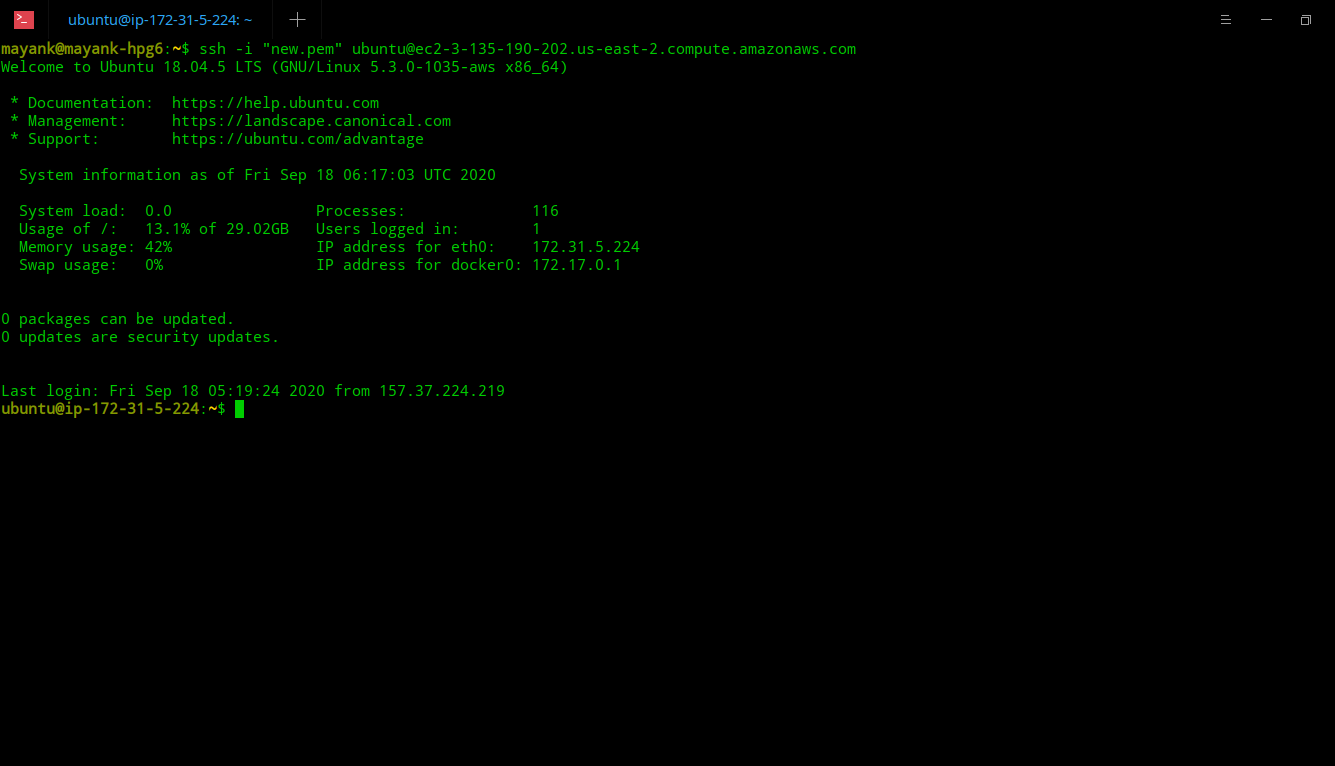 ubuntu@ip-172-31-5-224: ~
mayank@mayank-hpg6:~$ ssh -i "new.pem" ubuntu@ec2-3-135-190-202.us-east-2.compute.amazonaws.com
Welcome to Ubuntu 18.04.5 LTS (GNU/Linux 5.3.0-1035-aws x86_64)
* Documentation:  https://help.ubuntu.com
* Management:     https://landscape.canonical.com
* Support:        https://ubuntu.com/advantage
System information as of Fri Sep 18 06:17:03 UTC 2020
System load:  0.0                Processes:              116
Usage of /:   13.1% of 29.02GB   Users logged in:        1
Memory usage: 42%                IP address for eth0:    172.31.5.224
Swap usage:   0%                 IP address for docker0: 172.17.0.1
0 packages can be updated.
0 updates are security updates.
Last login: Fri Sep 18 05:19:24 2020 from 157.37.224.219
ubuntu@ip-172-31-5-224:~$